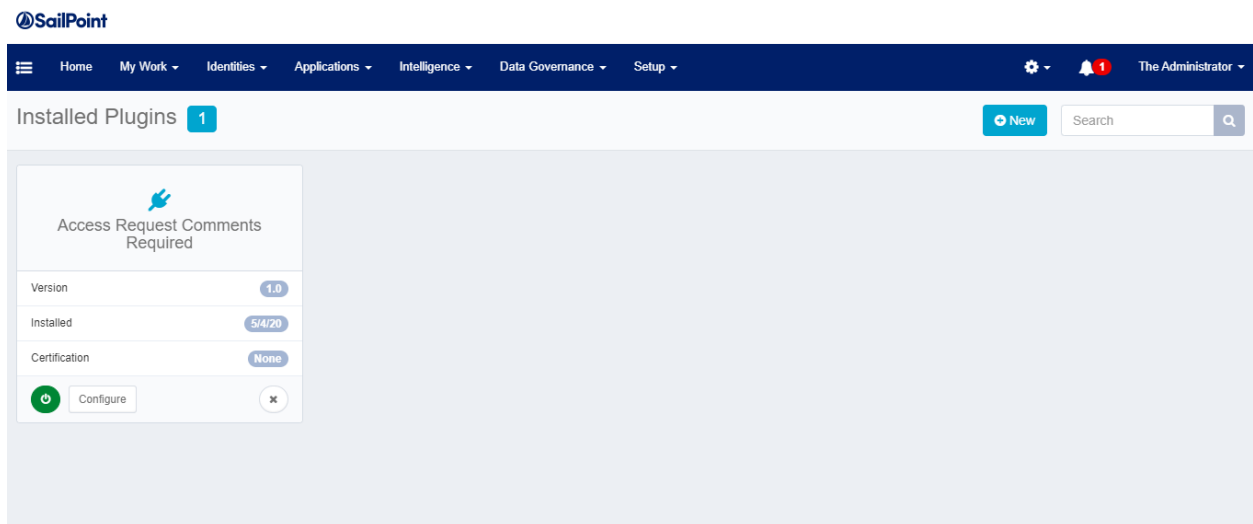 SailPoint
Home My Work Identities Applications Intelligence Data Governance Setup 1 The Administrator
Installed Plugins 1 New Search
Access Request Comments
Required
Version 1.0
Installed 5/4/20
Certification None
Configure